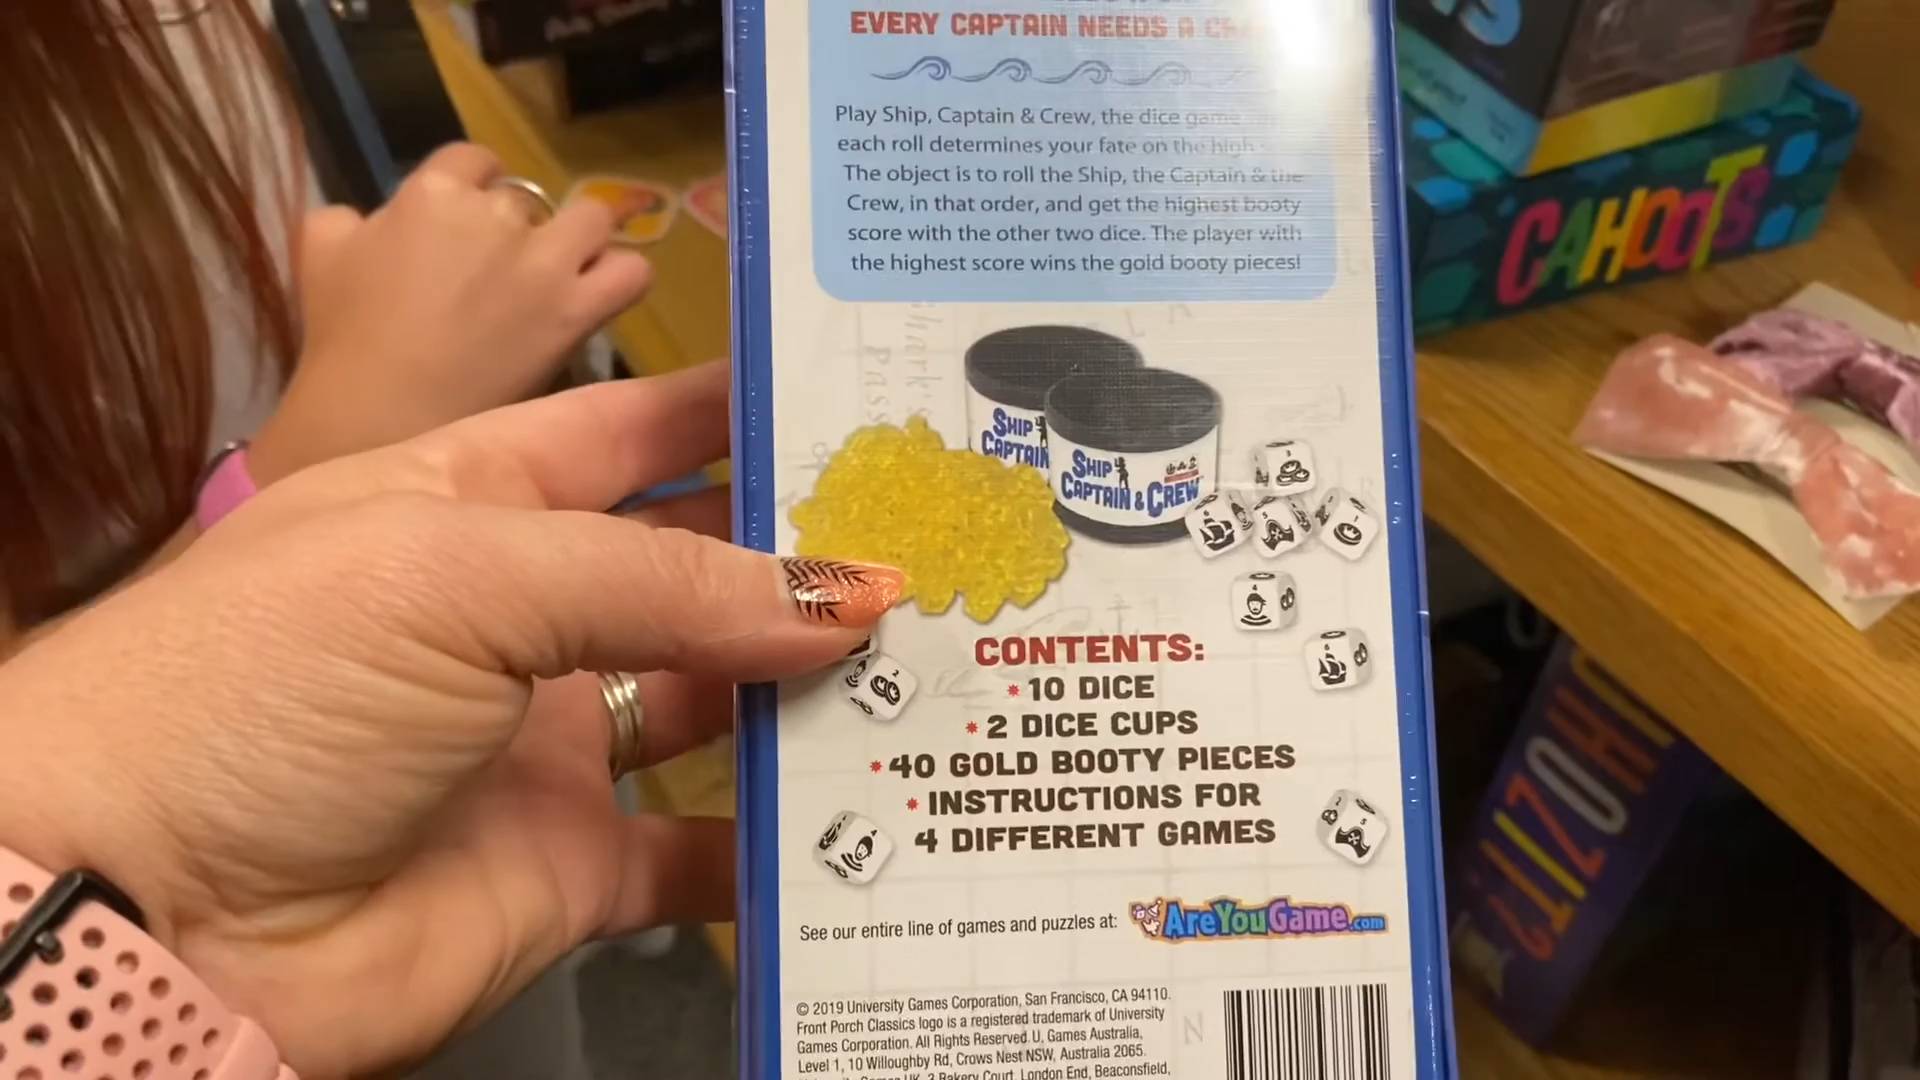 EVERY CAPTAIN NEEDS A
Play Ship, Captain & Crew, the dice game
each roll determines your fate on the high
The object is to roll the Ship, the Captain & the
Crew, in that order, and get the highest booty
score with the other two dice. The player with
the highest score wins the gold booty pieces!
SHIP
CAPTAIN
SHIP
CAPTAIN & CREW
CONTENTS:
* 10 DICE
* 2 DICE CUPS
* 40 GOLD BOOTY PIECES
* INSTRUCTIONS FOR
4 DIFFERENT GAMES
See our entire line of games and puzzles at: AreYouGame.com
© 2019 University Games Corporation, San Francisco, CA 94110.
Front Porch Classics logo is a registered trademark of University
Games Corporation. All Rights Reserved. U. Games Australia,
Level 1, 10 Willoughby Rd, Crows Nest NSW, Australia 2065.
UK, 3 Bakery Court, London End, Beaconsfield,
CAHOOTS